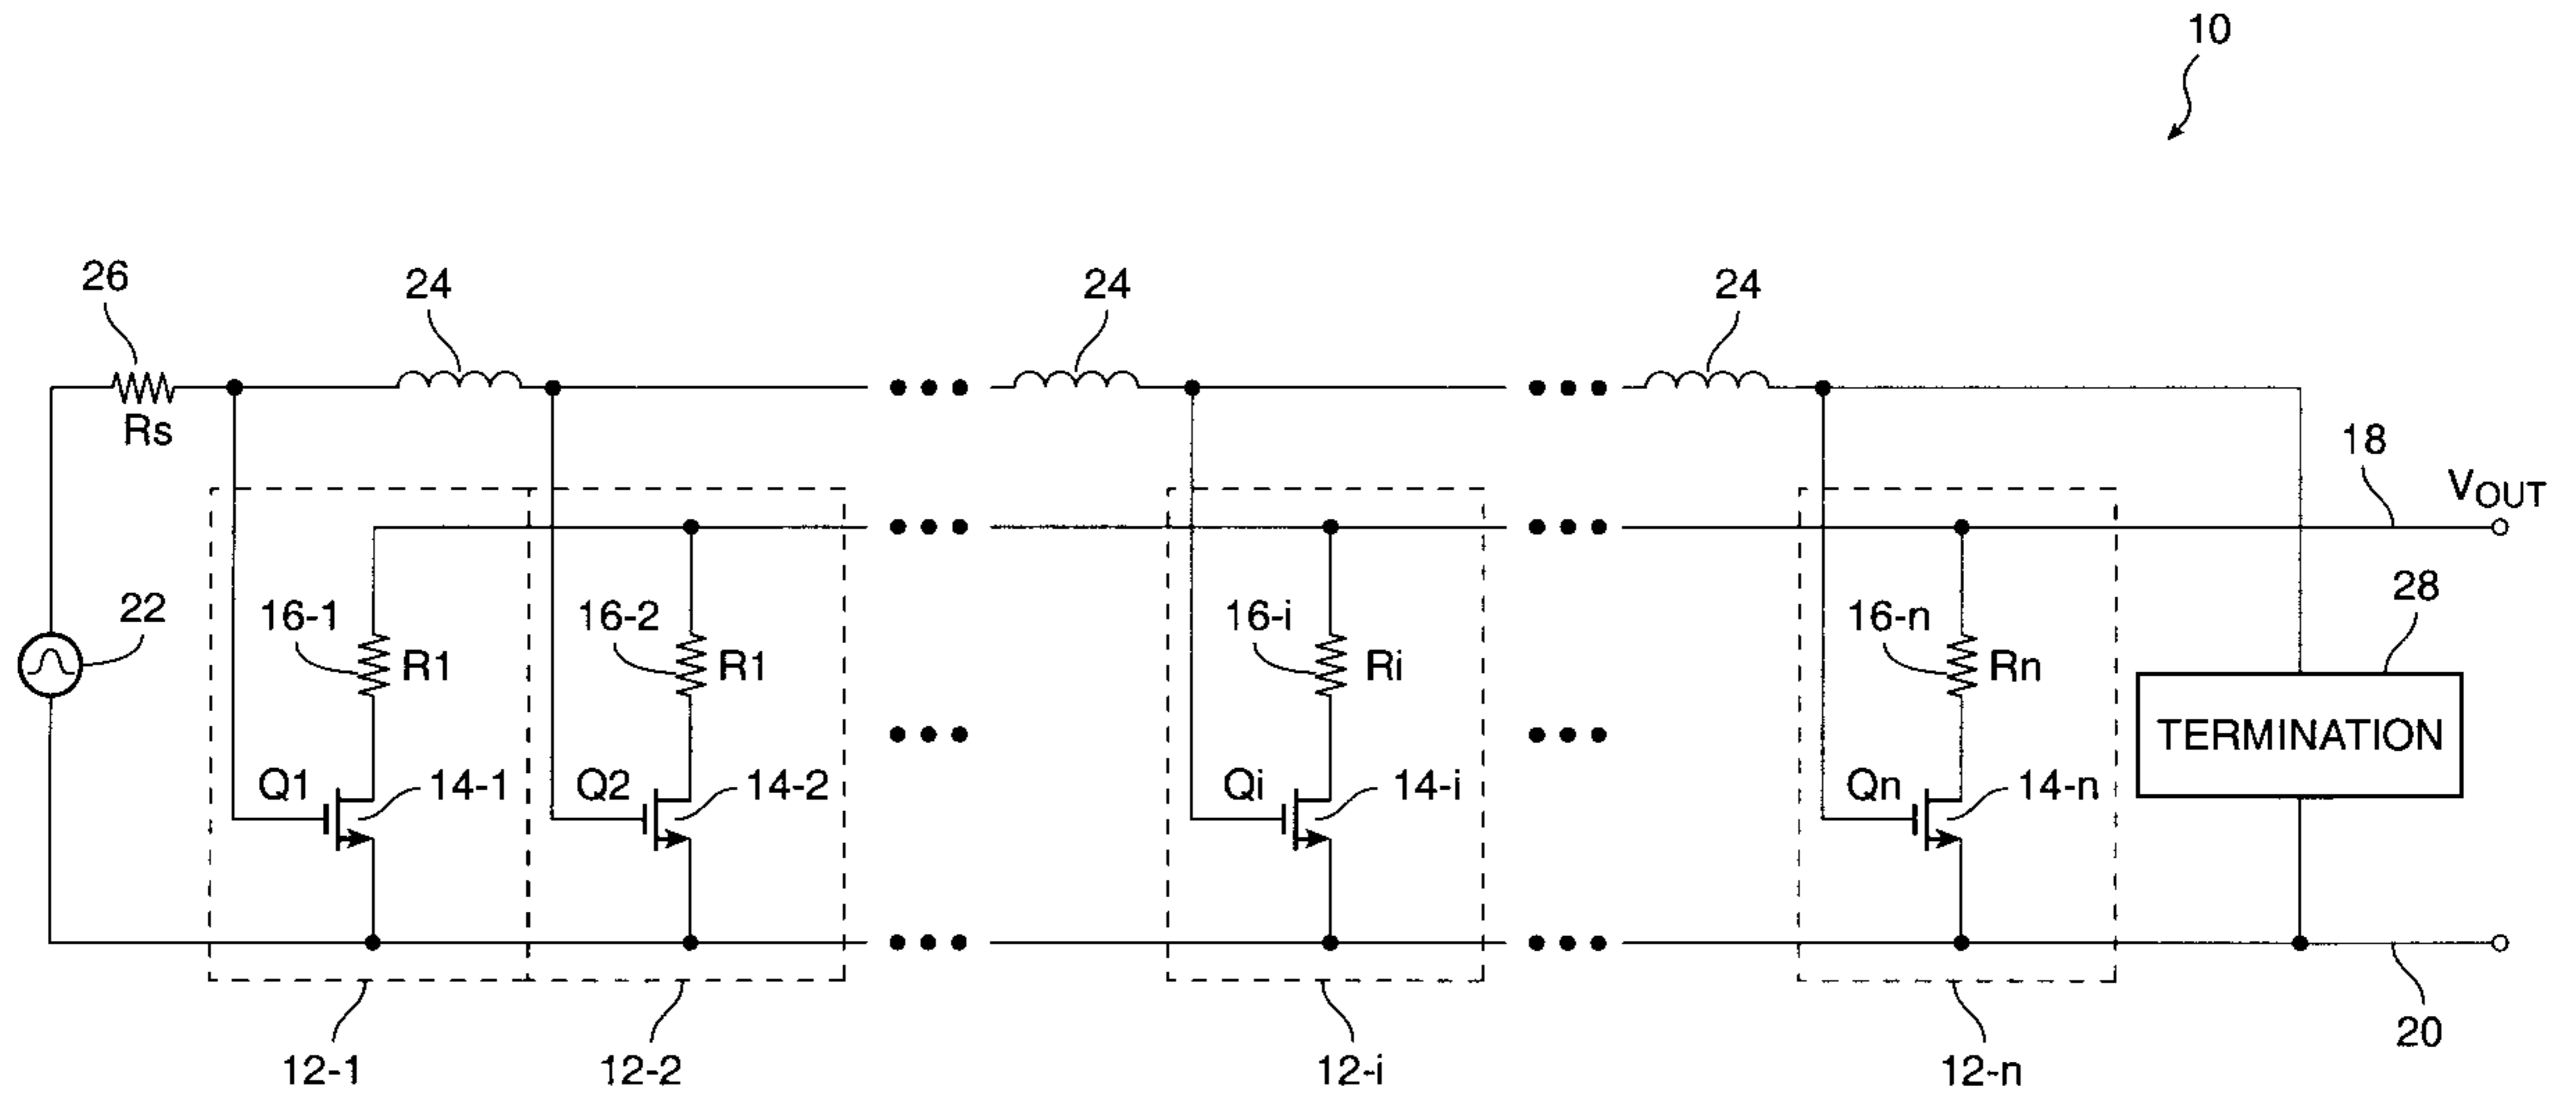 10
26
24
24
24
Rs
18
VOUT
22
16-1
R1
16-2
R1
16-i
Ri
16-n
Rn
28
TERMINATION
Q1
14-1
Q2
14-2
Qi
14-i
Qn
14-n
12-1
12-2
12-i
12-n
20